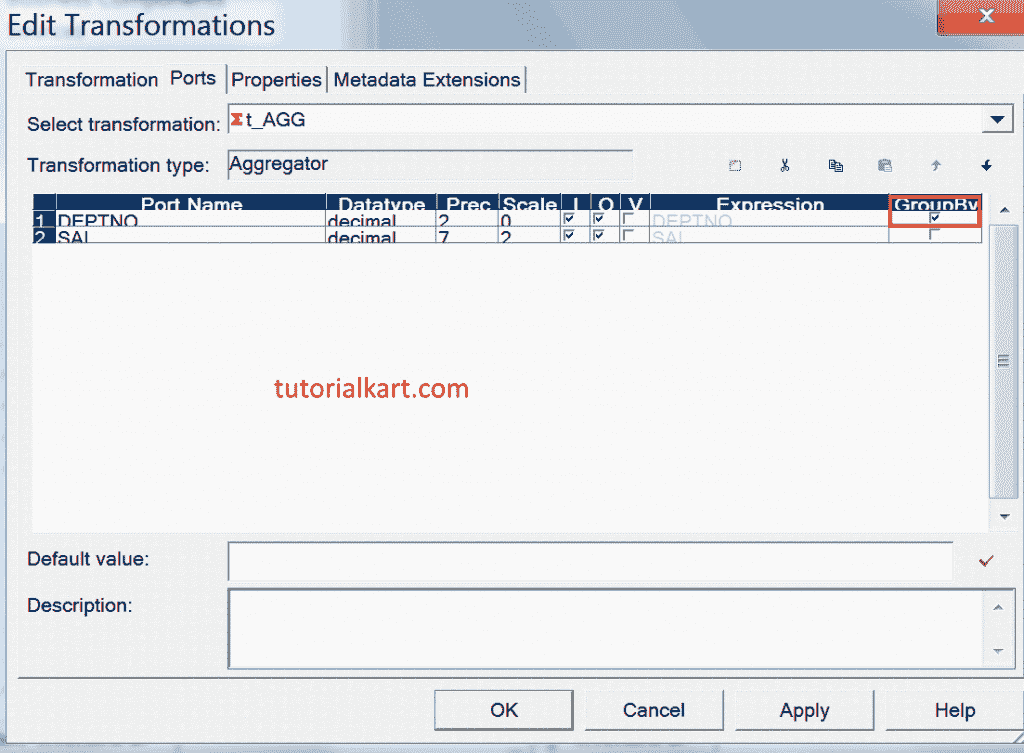 Edit Transformations
Transformation Ports Properties Metadata Extensions
Select transformation: t_AGG
Transformation type: Aggregator
Port Name Datatype Prec Scale I O V Expression GroupBy
1 DEPTNO decimal 2 0 DEPTNO
2 SAL decimal 7 2 SAL
tutorialkart.com
Default value:
Description:
OK Cancel Apply Help